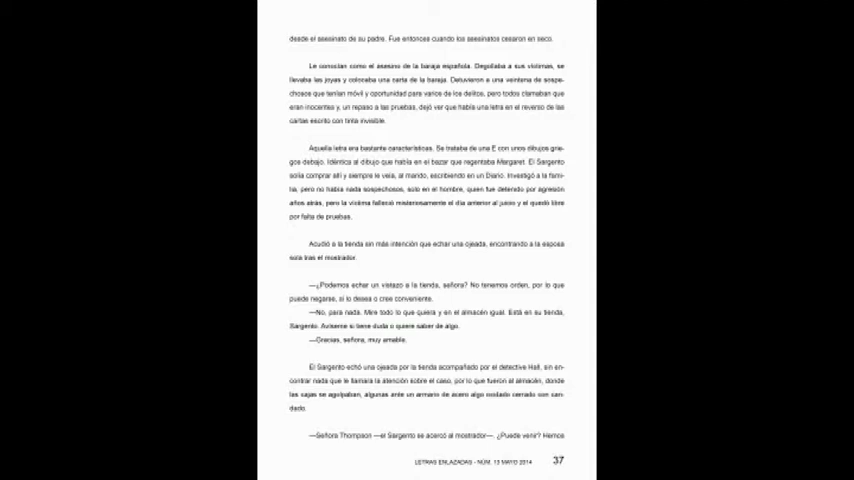 desde el asesinato de su padre. Fue entonces cuando los asesinatos cesaron en seco.
Le conocían como el asesino de la baraja española. Degollaba a sus víctimas, se
llevaba las joyas y colocaba una carta de la baraja. Detuvieron a una veintena de sospe-
chosos que tenían móvil y oportunidad para varios de los delitos, pero todos clamaban que
eran inocentes y, un repaso a las pruebas, dejó ver que había una letra en el reverso de las
cartas escrito con tinta invisible.
Aquella letra era bastante característica. Se trataba de una E con unos dibujos grie-
gos debajo. Idéntica al dibujo que había en el bazar que regentaba Margaret. El Sargento
solía comprar allí y siempre le veía, al mando, escribiendo en un Diario. Investigó a la fami-
lia, pero no había nada sospechosos, solo en el hombre, quien fue detenido por agresión
años atrás, pero la víctima falleció misteriosamente el día anterior al juicio y el quedó libre
por falta de pruebas.
Acudió a la tienda sin más intención que echar una ojeada, encontrando a la esposa
sola tras el mostrador.
—¿Podemos echar un vistazo a la tienda, señora? No tenemos orden, por lo que
puede negarse, si lo desea o cree conveniente.
—No, para nada. Mire todo lo que quiera y en el almacén igual. Está en su tienda,
Sargento. Avíseme si tiene duda o quiere saber de algo.
—Gracias, señora, muy amable.
El Sargento echó una ojeada por la tienda acompañado por el detective Hall, sin en-
contrar nada que le llamara la atención sobre el caso, por lo que fueron al almacén, donde
las cajas se agolpaban, algunas ante un armario de acero algo oxidado cerrado con can-
dado.
—Señora Thompson —el Sargento se acercó al mostrador—. ¿Puede venir? Hemos
LETRAS ENLAZADAS - NÚM. 13 MAYO 2014 37